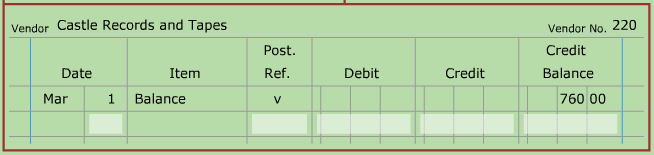 Vendor Castle Records and Tapes Vendor No. 220
Post. Credit
Date Item Ref. Debit Credit Balance
Mar 1 Balance v 760 00